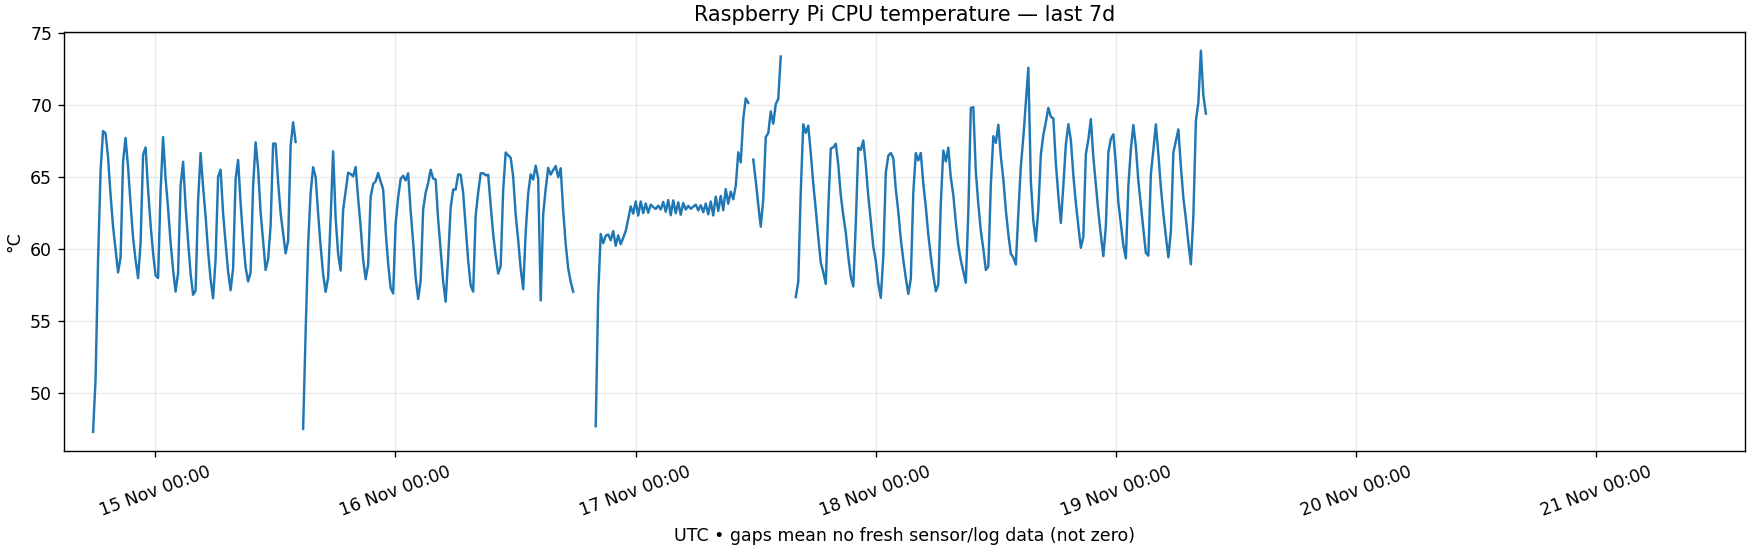 Raspberry Pi CPU temperature — last 7d
75
70
65
60
55
50
°C
15 Nov 00:00
16 Nov 00:00
17 Nov 00:00
18 Nov 00:00
19 Nov 00:00
20 Nov 00:00
21 Nov 00:00
UTC • gaps mean no fresh sensor/log data (not zero)